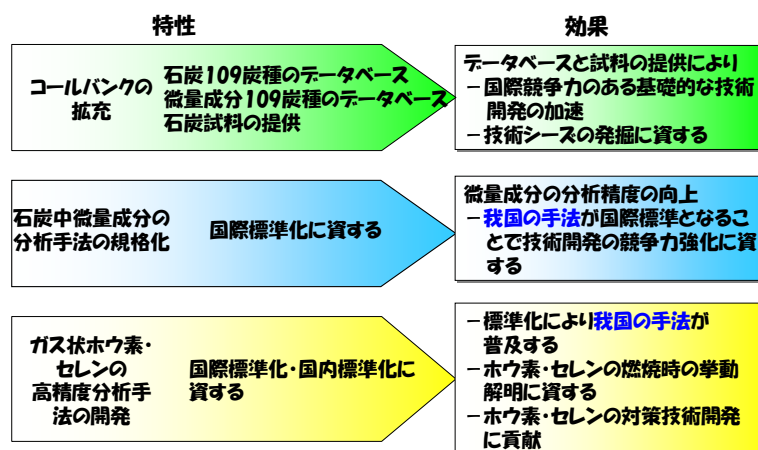 特性
効果
コールバンクの
拡充
石炭109炭種のデータベース
微量成分109炭種のデータベース
石炭試料の提供
データベースと試料の提供により
－国際競争力のある基礎的な技術
開発の加速
－技術シーズの発掘に資する
石炭中微量成分の
分析手法の規格化
国際標準化に資する
微量成分の分析精度の向上
－我国の手法が国際標準となるこ
とで技術開発の競争力強化に資
する
ガス状ホウ素・
セレンの
高精度分析手
法の開発
国際標準化・国内標準化に
資する
－標準化により我国の手法が
普及する
－ホウ素・セレンの燃焼時の挙動
解明に資する
－ホウ素・セレンの対策技術開発
に貢献